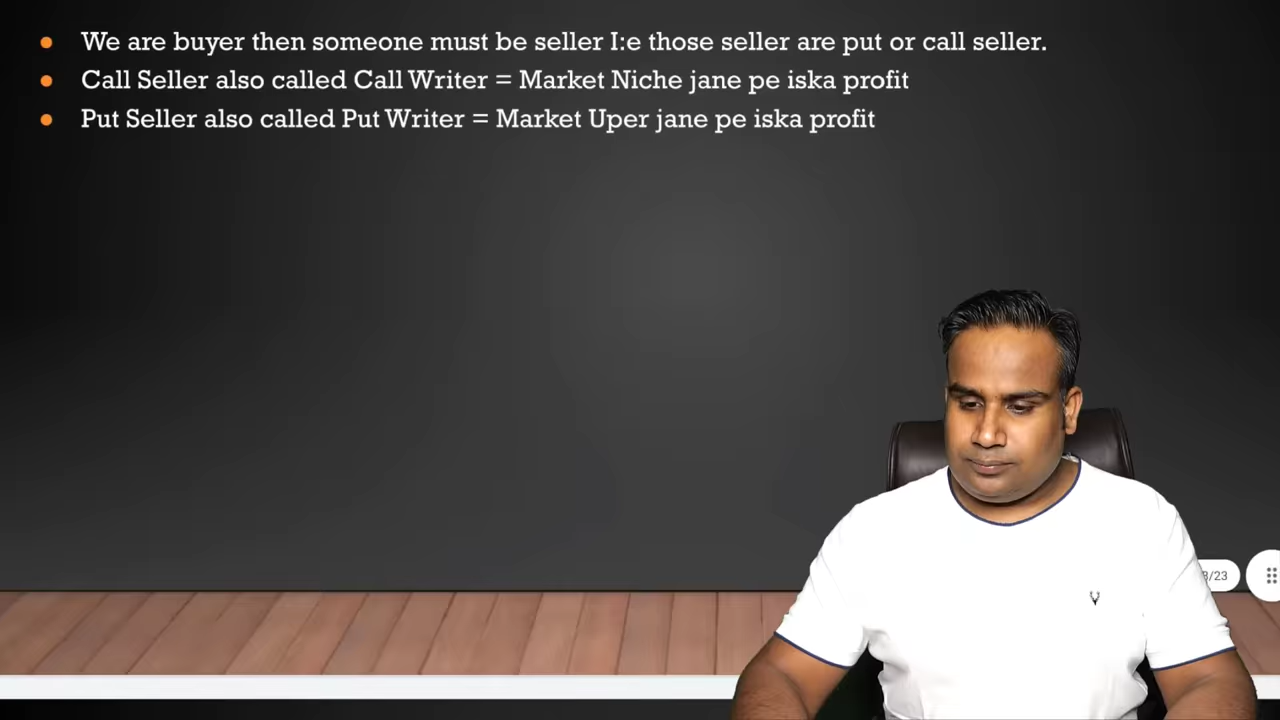 We are buyer then someone must be seller I:e those seller are put or call seller.
Call Seller also called Call Writer = Market Niche jane pe iska profit
Put Seller also called Put Writer = Market Uper jane pe iska profit
/23